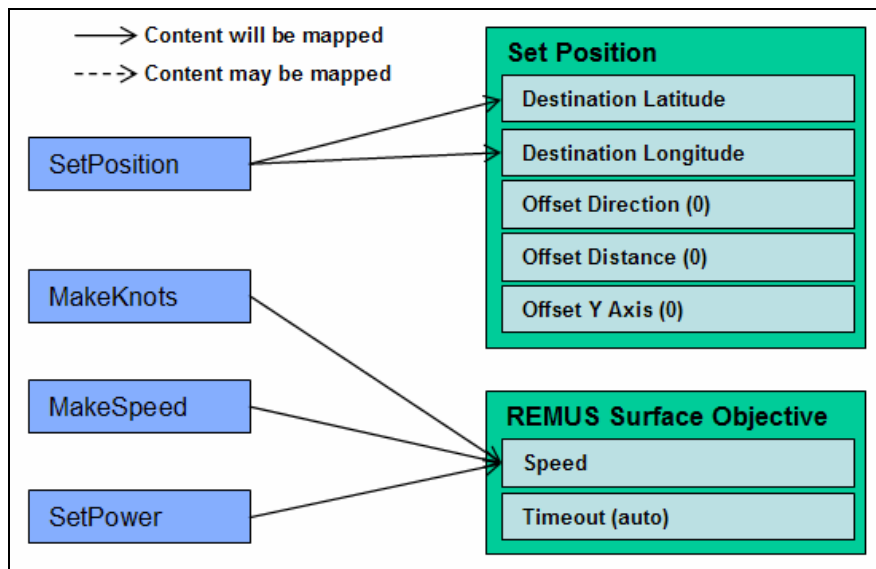 Content will be mapped
Content may be mapped
SetPosition
MakeKnots
MakeSpeed
SetPower
Set Position
Destination Latitude
Destination Longitude
Offset Direction (0)
Offset Distance (0)
Offset Y Axis (0)
REMUS Surface Objective
Speed
Timeout (auto)